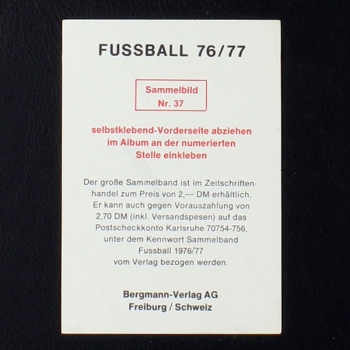 FUSSBALL 76/77
Sammelbild
Nr. 37
selbstklebend-Vorderseite abziehen
im Album an der numerierten
Stelle einkleben
Der große Sammelband ist im Zeitschriften-
handel zum Preis von 2,— DM erhältlich.
Er kann auch gegen Vorauszahlung von
2,70 DM (inkl. Versandspesen) auf das
Postscheckkonto Karlsruhe 70754-756,
unter dem Kennwort Sammelband
Fussball 1976/77
vom Verlag bezogen werden.
Bergmann-Verlag AG
Freiburg / Schweiz